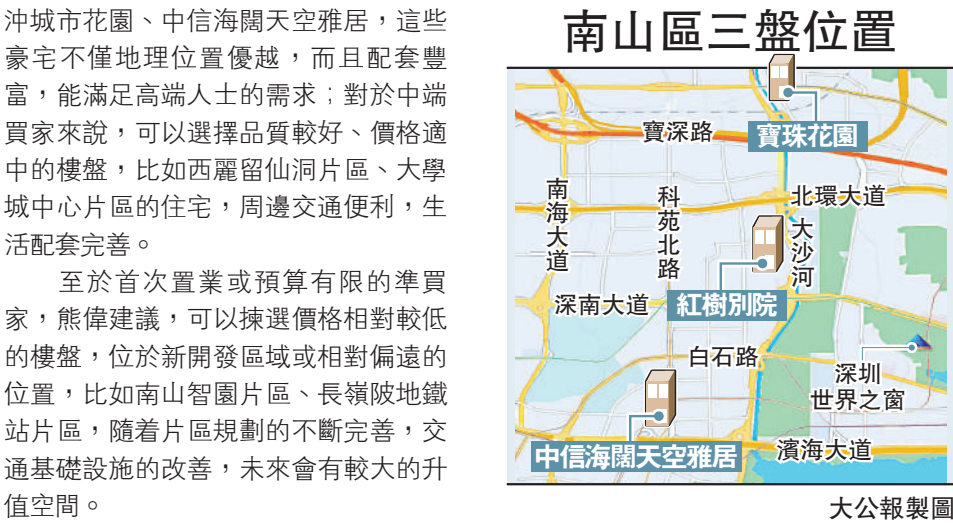 沖城市花園、中信海闊天空雅居，這些
豪宅不僅地理位置優越，而且配套豐
富，能滿足高端人士的需求；對於中端
買家來說，可以選擇品質較好、價格適
中的樓盤，比如西麗留仙洞片區、大學
城中心片區的住宅，周邊交通便利，生
活配套完善。
至於首次置業或預算有限的準買
家，熊偉建議，可以揀選價格相對較低
的樓盤，位於新開發區域或相對偏遠的
位置，比如南山智園片區、長嶺陂地鐵
站片區，隨着片區規劃的不斷完善，交
通基礎設施的改善，未來會有較大的升
值空間。
南山區三盤位置
寶深路
寶珠花園
南海大道
科苑北路
北環大道
大沙河
深南大道
紅樹別院
白石路
深圳
世界之窗
中信海闊天空雅居
濱海大道
大公報製圖